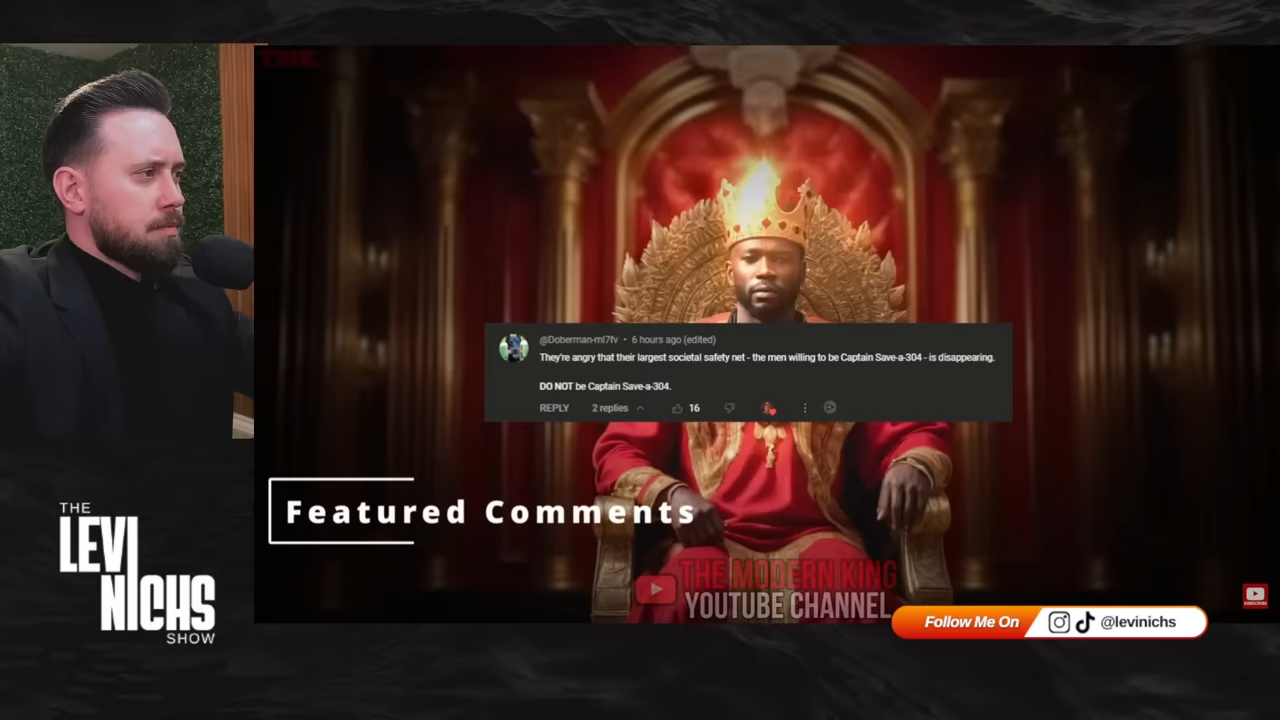 @Doberman-ml7fv • 6 hours ago (edited)
They're angry that their largest societal safety net - the men willing to be Captain Save-a-304 - is disappearing.
DO NOT be Captain Save-a-304.
REPLY 2 replies 16
Featured Comments
THE MODERN KING
YOUTUBE CHANNEL
SUBSCRIBE
Follow Me On @levinichs
THE
LEVI
NICHS
SHOW